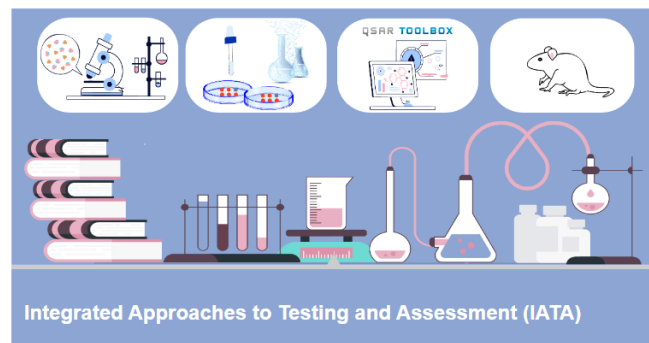 QSAR TOOLBOX
Integrated Approaches to Testing and Assessment (IATA)